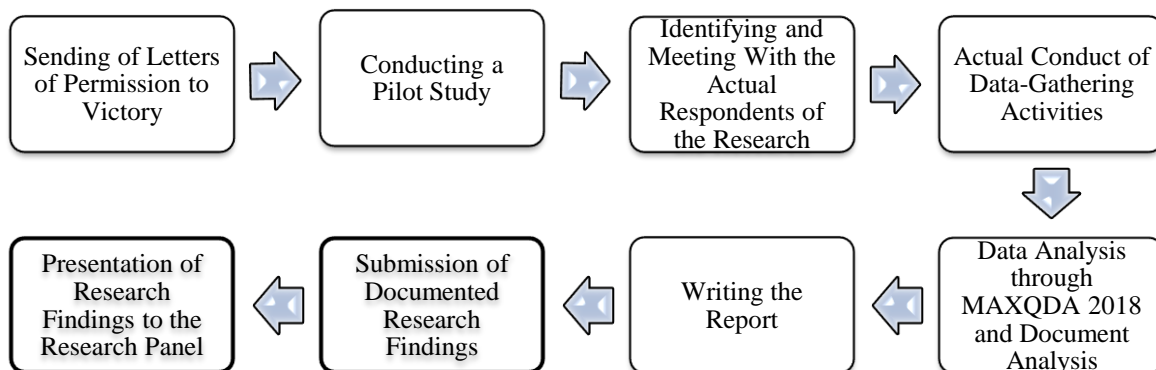 Sending of Letters
of Permission to
Victory
Conducting a
Pilot Study
Identifying and
Meeting With the
Actual
Respondents of
the Research
Actual Conduct of
Data-Gathering
Activities
Data Analysis
through
MAXQDA 2018
and Document
Analysis
Writing the
Report
Submission of
Documented
Research
Findings
Presentation of
Research
Findings to the
Research Panel